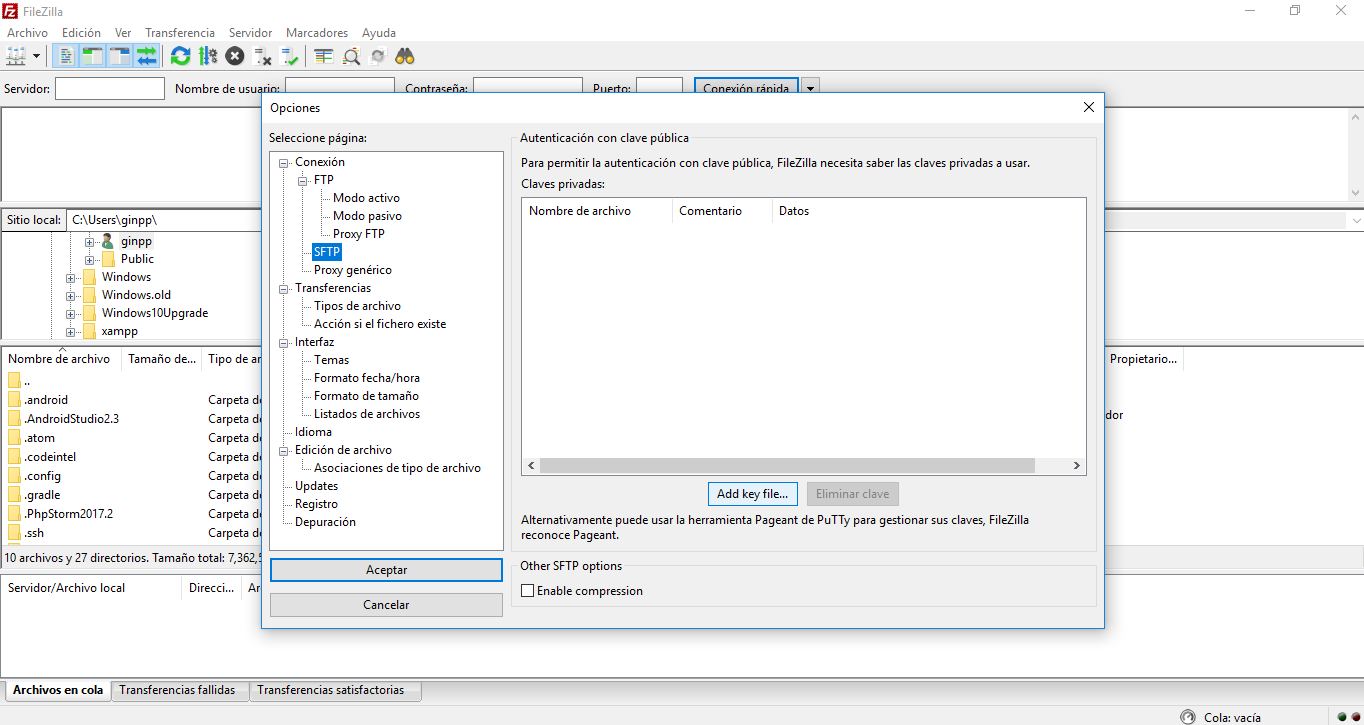 FileZilla
Archivo Edición Ver Transferencia Servidor Marcadores Ayuda
Servidor: Nombre de usuario: Contraseña: Puerto: Conexión rápida
Opciones
Seleccione página:
Conexión
FTP
Modo activo
Modo pasivo
Proxy FTP
SFTP
Proxy genérico
Transferencias
Tipos de archivo
Acción si el fichero existe
Interfaz
Temas
Formato fecha/hora
Formato de tamaño
Listados de archivos
Idioma
Edición de archivo
Asociaciones de tipo de archivo
Updates
Registro
Depuración
Aceptar
Cancelar
Autenticación con clave pública
Para permitir la autenticación con clave pública, FileZilla necesita saber las claves privadas a usar.
Claves privadas:
Nombre de archivo Comentario Datos
Add key file... Eliminar clave
Alternativamente puede usar la herramienta Pageant de PuTTy para gestionar sus claves, FileZilla
reconoce Pageant.
Other SFTP options
Enable compression
Sitio local: C:\Users\ginpp\
ginpp
Public
Windows
Windows.old
Windows10Upgrade
xampp
Nombre de archivo Tamaño de... Tipo de ar Propietario...
..
.android Carpeta de
.AndroidStudio2.3 Carpeta de
.atom Carpeta de
.codeintel Carpeta de
.config Carpeta de
.gradle Carpeta de
.PhpStorm2017.2 Carpeta de
.ssh Carpeta de
dor
10 archivos y 27 directorios. Tamaño total: 7,362,5
Servidor/Archivo local Direcci... Ar
Archivos en cola Transferencias fallidas Transferencias satisfactorias
Cola: vacía